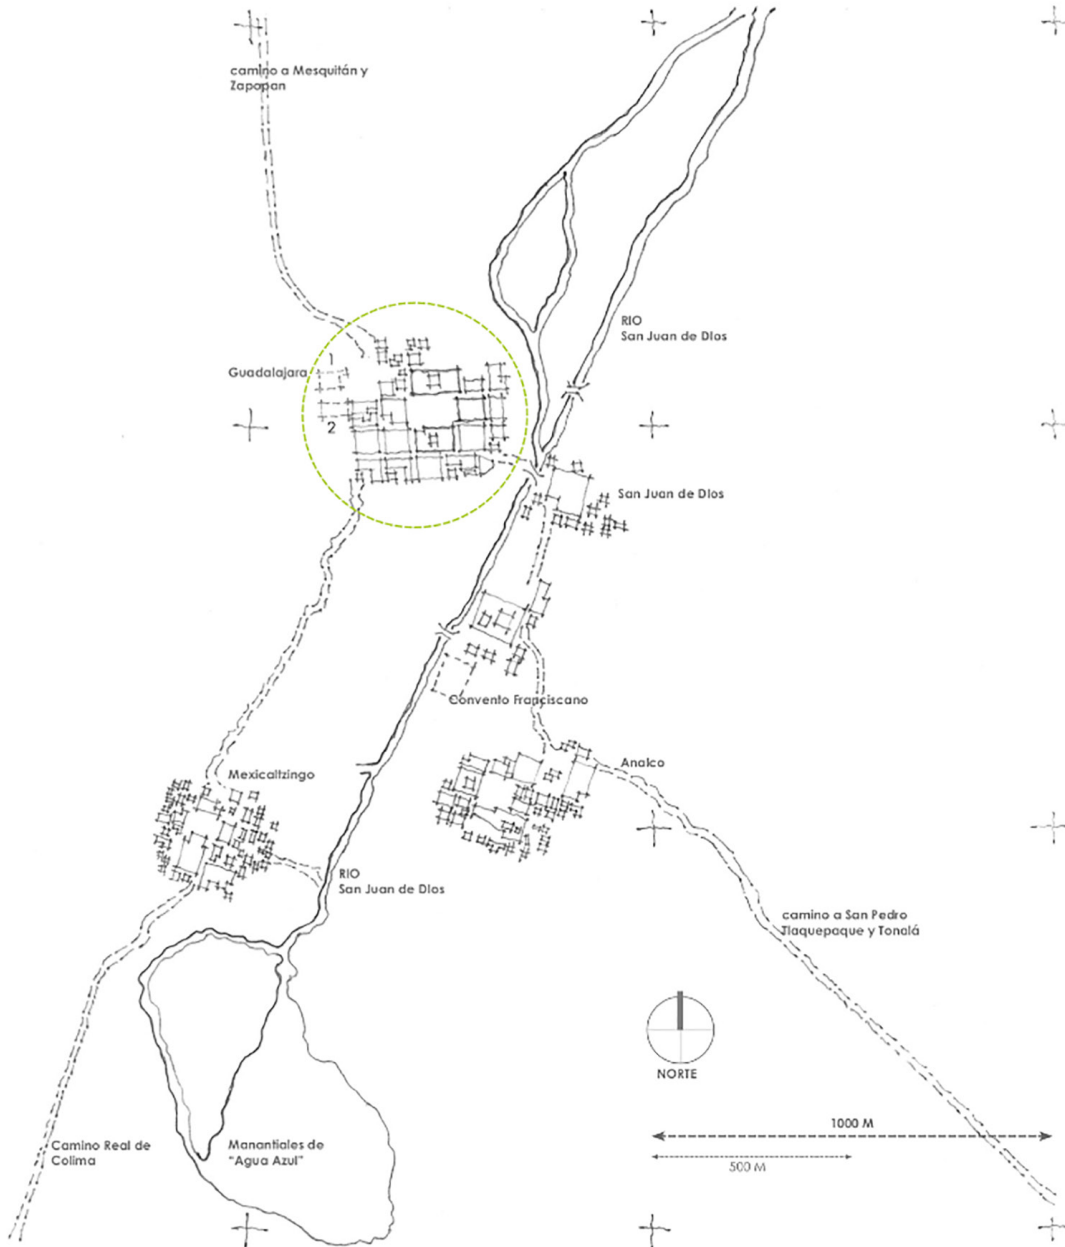 camino a Mesquitán y
Zapopan
RIO
San Juan de Dios
1
Guadalajara
2
San Juan de Dios
Convento Franciscano
Analco
Mexicaltzingo
RIO
San Juan de Dios
camino a San Pedro
Tlaquepaque y Tonalá
NORTE
1000 M
500 M
Camino Real de
Colima
Manantiales de
"Agua Azul"